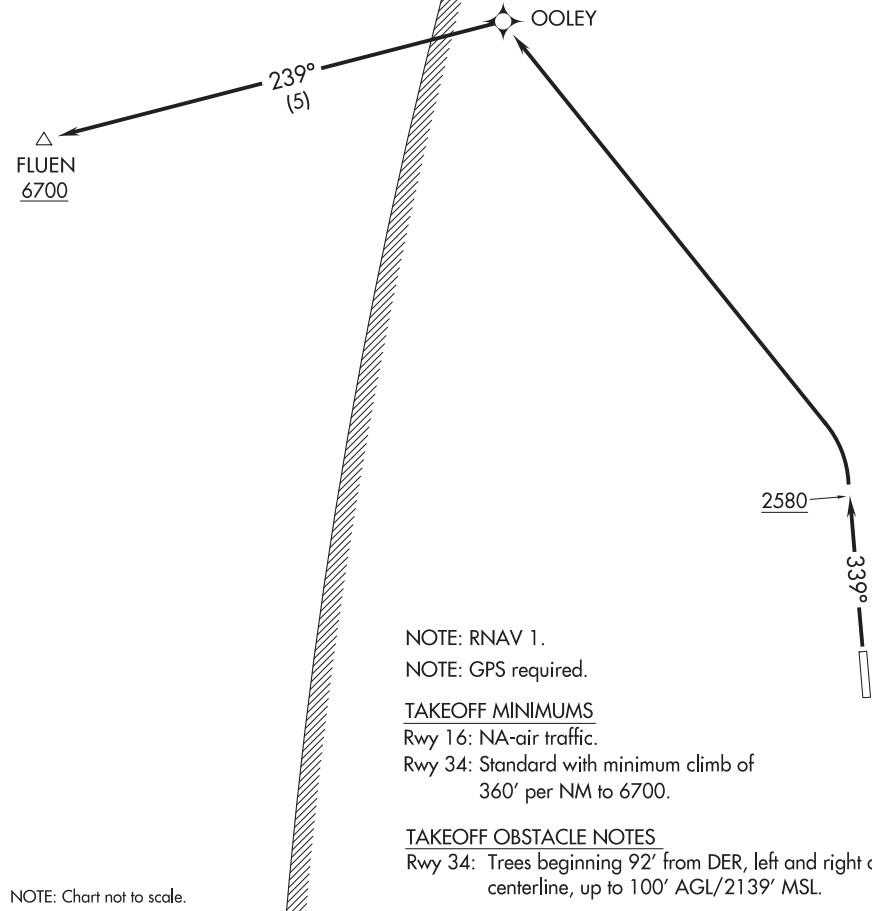 OOLEY
239°
(5)
FLUEN
6700
2580
339°
NOTE: RNAV 1.
NOTE: GPS required.
TAKEOFF MINIMUMS
Rwy 16: NA-air traffic.
Rwy 34: Standard with minimum climb of
360' per NM to 6700.
TAKEOFF OBSTACLE NOTES
Rwy 34: Trees beginning 92' from DER, left and right
centerline, up to 100' AGL/2139' MSL.
NOTE: Chart not to scale.